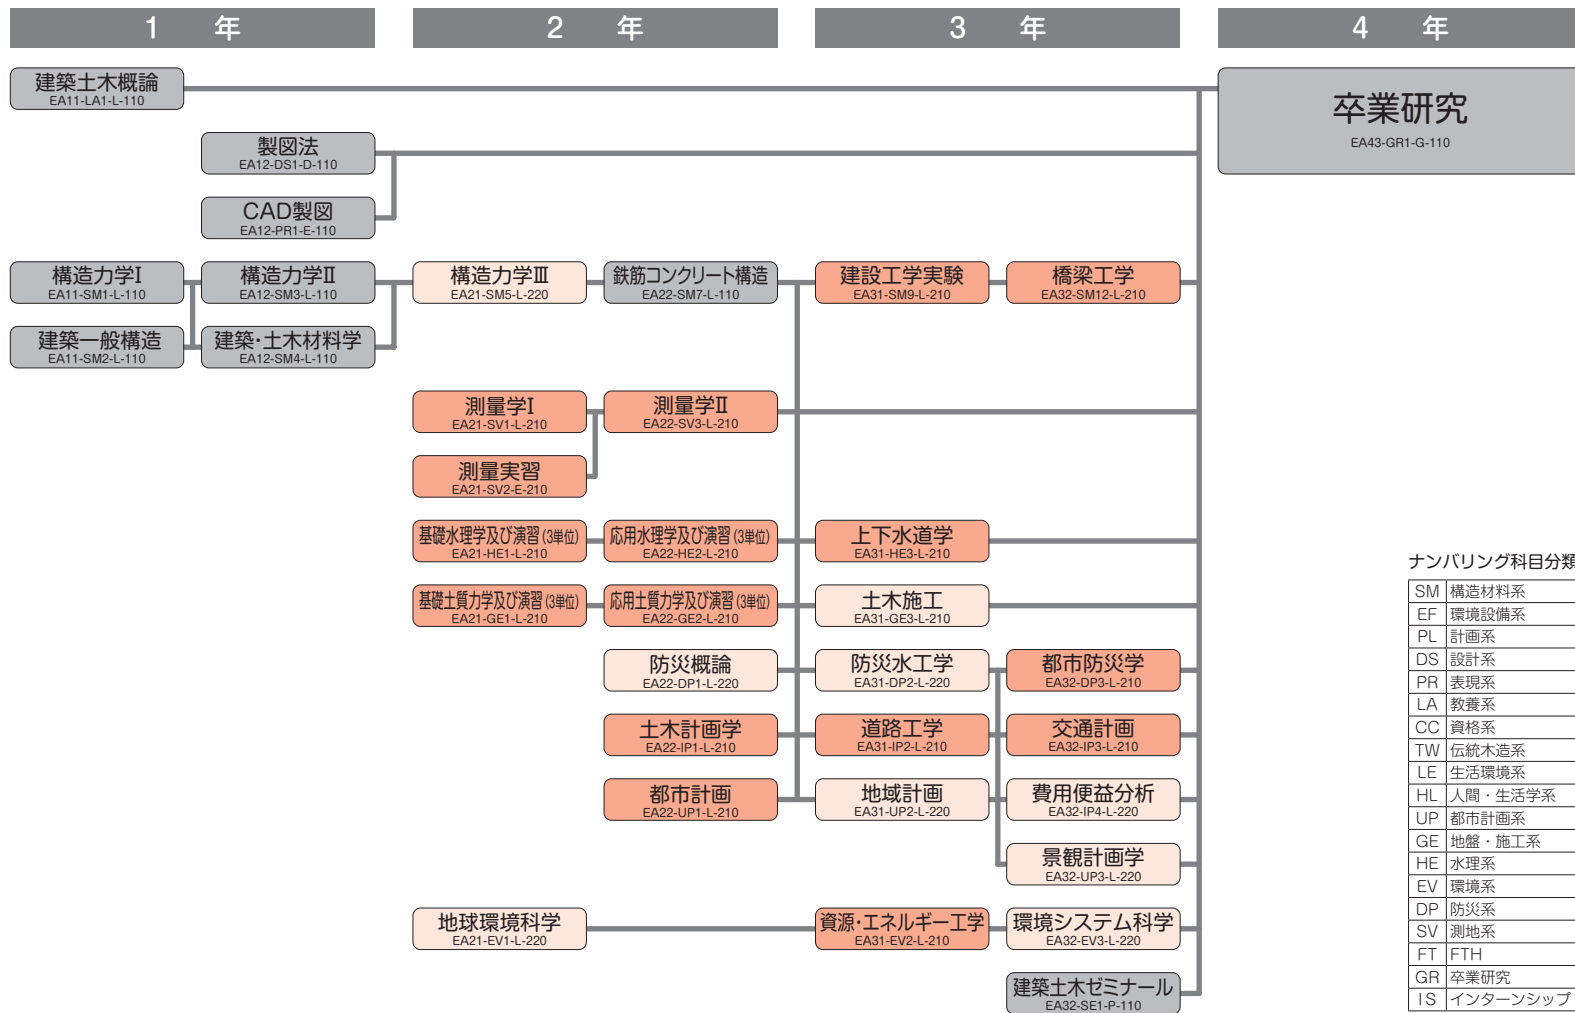 1 年
2 年
3 年
4 年
建築土木概論
EA11-LA1-L-110
卒業研究
EA43-GR1-G-110
製図法
EA12-DS1-D-110
CAD製図
EA12-PR1-E-110
構造力学Ⅰ
EA11-SM1-L-110
構造力学Ⅱ
EA12-SM3-L-110
構造力学Ⅲ
EA21-SM5-L-220
鉄筋コンクリート構造
EA22-SM7-L-110
建設工学実験
EA31-SM9-L-210
橋梁工学
EA32-SM12-L-210
建築一般構造
EA11-SM2-L-110
建築・土木材料学
EA12-SM4-L-110
測量学Ⅰ
EA21-SV1-L-210
測量学Ⅱ
EA22-SV3-L-210
測量実習
EA21-SV2-E-210
基礎水理学及び演習(3単位)
EA21-HE1-L-210
応用水理学及び演習(3単位)
EA22-HE2-L-210
上下水道学
EA31-HE3-L-210
基礎土質力学及び演習(3単位)
EA21-GE1-L-210
応用土質力学及び演習(3単位)
EA22-GE2-L-210
土木施工
EA31-GE3-L-210
防災概論
EA22-DP1-L-220
防災水工学
EA31-DP2-L-220
都市防災学
EA32-DP3-L-210
土木計画学
EA22-IP1-L-210
道路工学
EA31-IP2-L-210
交通計画
EA32-IP3-L-210
都市計画
EA22-UP1-L-210
地域計画
EA31-UP2-L-220
費用便益分析
EA32-IP4-L-220
景観計画学
EA32-UP3-L-220
地球環境科学
EA21-EV1-L-220
資源・エネルギー工学
EA31-EV2-L-210
環境システム科学
EA32-EV3-L-220
建築土木ゼミナール
EA32-SE1-P-110
ナンバリング科目分類
SM 構造材料系
EF 環境設備系
PL 計画系
DS 設計系
PR 表現系
LA 教養系
CC 資格系
TW 伝統木造系
LE 生活環境系
HL 人間・生活学系
UP 都市計画系
GE 地盤・施工系
HE 水理系
EV 環境系
DP 防災系
SV 測地系
FT FTH
GR 卒業研究
IS インターンシップ